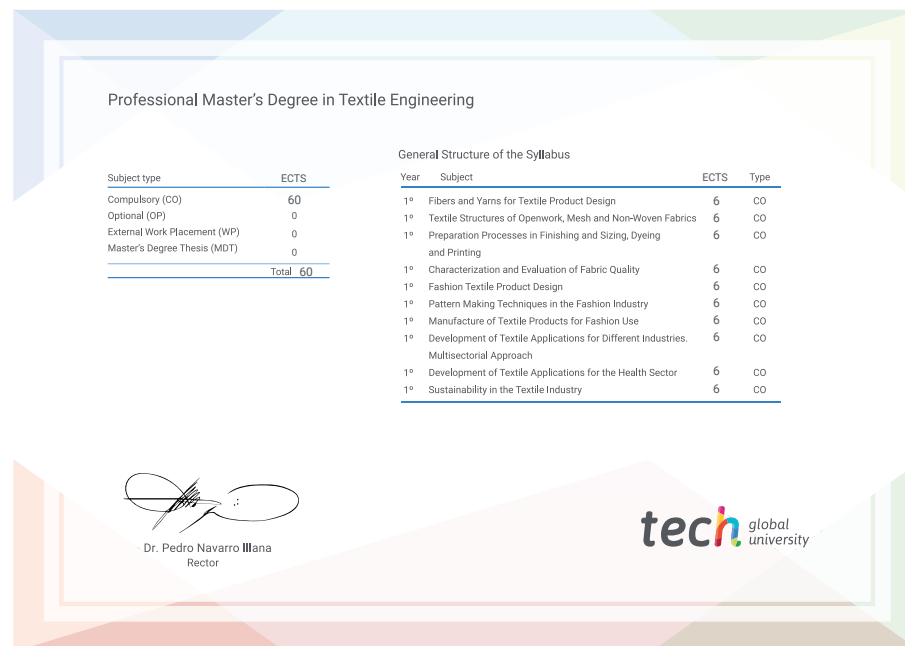 Professional Master's Degree in Textile Engineering
Subject type ECTS
Compulsory (CO) 60
Optional (OP) 0
External Work Placement (WP) 0
Master's Degree Thesis (MDT) 0
Total 60
General Structure of the Syllabus
Year Subject ECTS Type
1º Fibers and Yarns for Textile Product Design 6 CO
1º Textile Structures of Openwork, Mesh and Non-Woven Fabrics 6 CO
1º Preparation Processes in Finishing and Sizing, Dyeing 6 CO
and Printing
1º Characterization and Evaluation of Fabric Quality 6 CO
1º Fashion Textile Product Design 6 CO
1º Pattern Making Techniques in the Fashion Industry 6 CO
1º Manufacture of Textile Products for Fashion Use 6 CO
1º Development of Textile Applications for Different Industries. 6 CO
Multisectorial Approach
1º Development of Textile Applications for the Health Sector 6 CO
1º Sustainability in the Textile Industry 6 CO
Dr. Pedro Navarro Illana
Rector
tech global
university